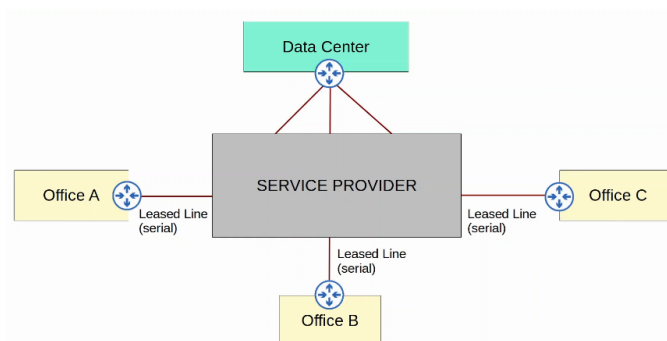 Data Center
SERVICE PROVIDER
Office A
Leased Line
(serial)
Leased Line
(serial)
Office C
Leased Line
(serial)
Office B